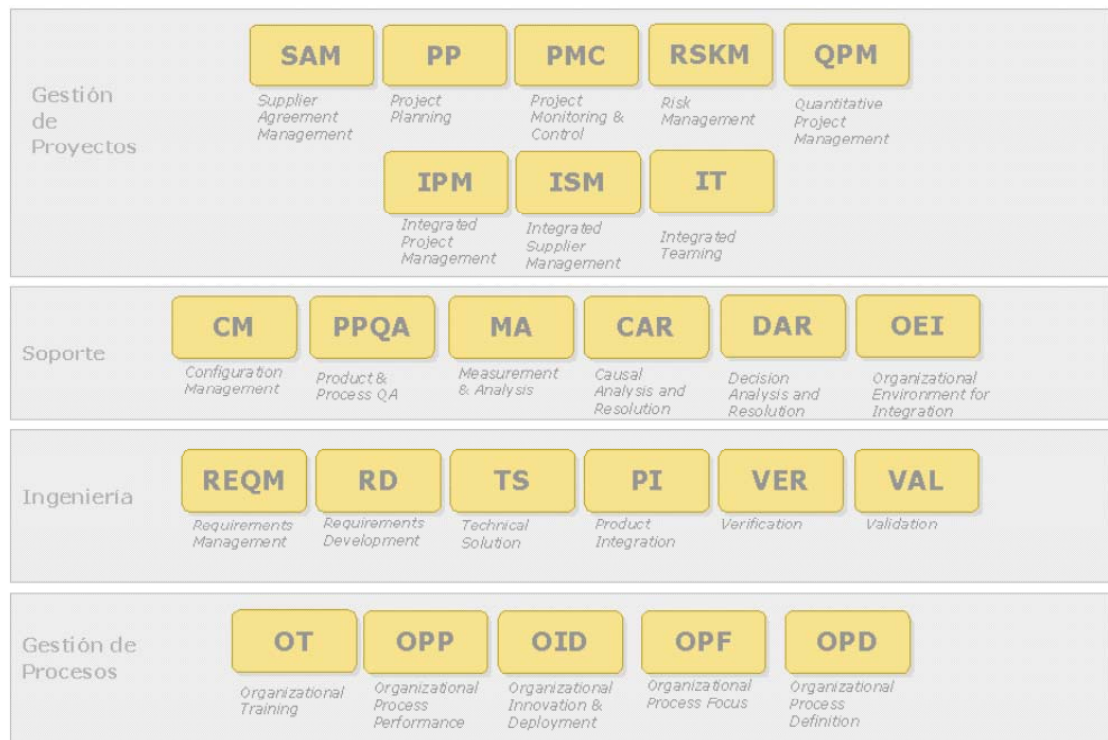 Gestión
de
Proyectos
SAM
PP
PMC
RSKM
QPM
Supplier
Agreement
Management
Project
Planning
Project
Monitoring &
Control
Risk
Management
Quantitative
Project
Management
IPM
ISM
IT
Integrated
Project
Management
Integrated
Supplier
Management
Integrated
Teaming
Soporte
CM
PPQA
MA
CAR
DAR
OEI
Configuration
Management
Product &
Process QA
Measurement
& Analysis
Causal
Analysis and
Resolution
Decision
Analysis and
Resolution
Organizational
Environment for
Integration
Ingeniería
REQM
RD
TS
PI
VER
VAL
Requirements
Management
Requirements
Development
Technical
Solution
Product
Integration
Verification
Validation
Gestión de
Procesos
OT
OPP
OID
OPF
OPD
Organizational
Training
Organizational
Process
Performance
Organizational
Innovation &
Deployment
Organizational
Process Focus
Organizational
Process
Definition